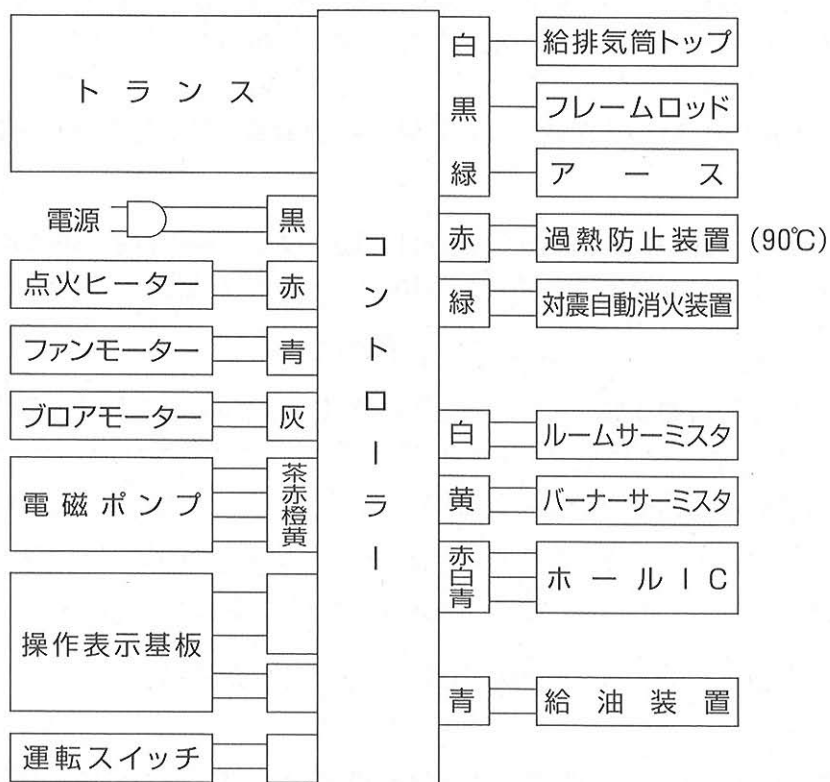 トランス
電源
黒
点火ヒーター
赤
ファンモーター
青
ブロアモーター
灰
電磁ポンプ
茶
赤
橙
黄
操作表示基板
運転スイッチ
コントローラー
白
給排気筒トップ
黒
フレームロッド
緑
アース
赤
過熱防止装置 (90℃)
緑
対震自動消火装置
白
ルームサーミスタ
黄
バーナーサーミスタ
赤
白
青
ホールIC
青
給油装置